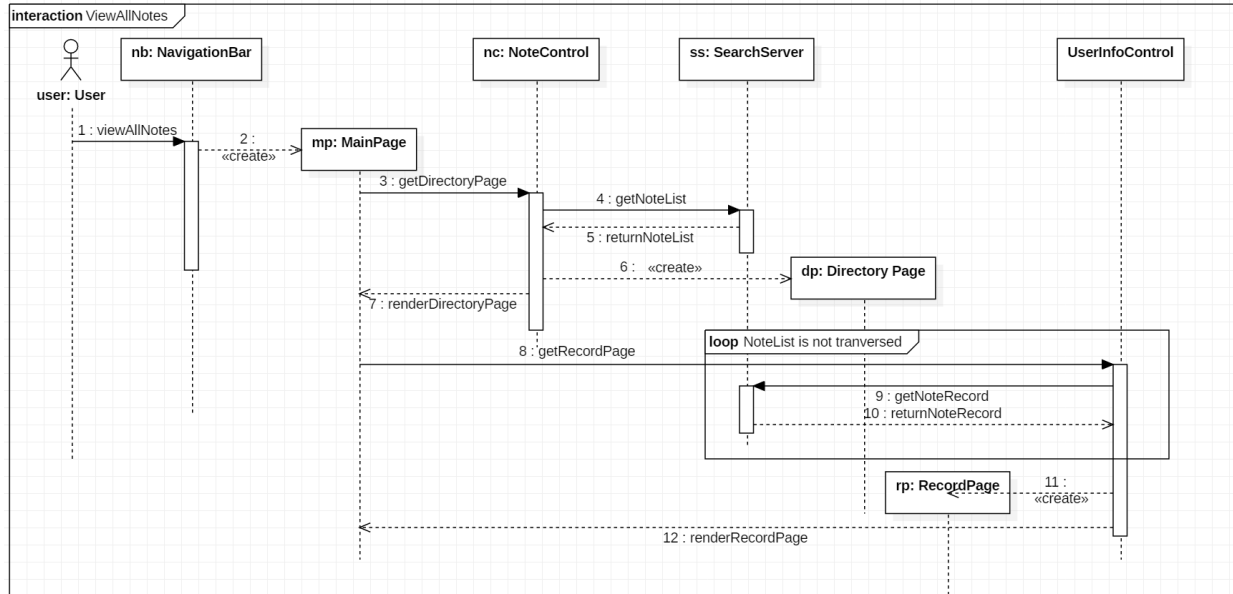 interaction ViewAllNotes
nb: NavigationBar
nc: NoteControl
ss: SearchServer
UserInfoControl
user: User
1 : viewAllNotes
2 :
«create»
mp: MainPage
3 : getDirectoryPage
4 : getNoteList
5 : returnNoteList
6 : «create»
dp: Directory Page
7 : renderDirectoryPage
loop NoteList is not tranversed
8 : getRecordPage
9 : getNoteRecord
10 : returnNoteRecord
rp: RecordPage
11 :
«create»
12 : renderRecordPage